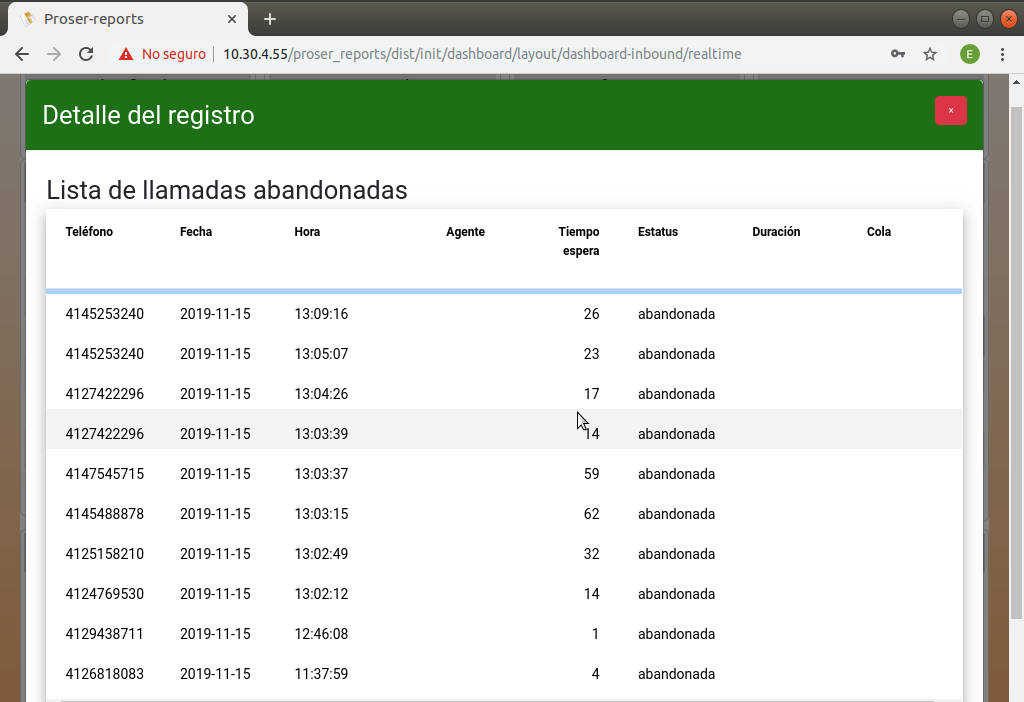 Proser-reports
No seguro | 10.30.4.55/proser_reports/dist/init/dashboard/layout/dashboard-inbound/realtime
E
Detalle del registro
×
Lista de llamadas abandonadas
Teléfono Fecha Hora Agente Tiempo espera Estatus Duración Cola
4145253240 2019-11-15 13:09:16 26 abandonada
4145253240 2019-11-15 13:05:07 23 abandonada
4127422296 2019-11-15 13:04:26 17 abandonada
4127422296 2019-11-15 13:03:39 14 abandonada
4147545715 2019-11-15 13:03:37 59 abandonada
4145488878 2019-11-15 13:03:15 62 abandonada
4125158210 2019-11-15 13:02:49 32 abandonada
4124769530 2019-11-15 13:02:12 14 abandonada
4129438711 2019-11-15 12:46:08 1 abandonada
4126818083 2019-11-15 11:37:59 4 abandonada